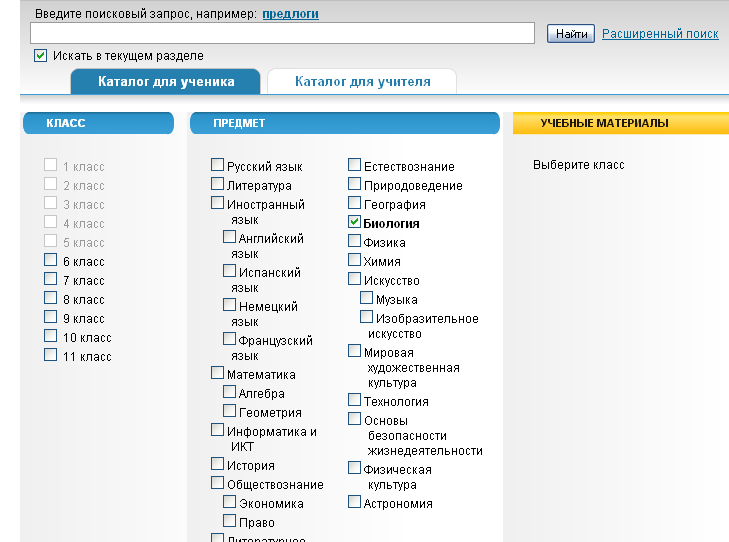 Введите поисковый запрос, например: предлоги
Найти Расширенный поиск
Искать в текущем разделе
Каталог для ученика Каталог для учителя
КЛАСС
1 класс
2 класс
3 класс
4 класс
5 класс
6 класс
7 класс
8 класс
9 класс
10 класс
11 класс
ПРЕДМЕТ
Русский язык
Литература
Иностранный
язык
Английский
язык
Испанский
язык
Немецкий
язык
Французский
язык
Математика
Алгебра
Геометрия
Информатика и
ИКТ
История
Обществознание
Экономика
Право
Литературное
Естествознание
Природоведение
География
Биология
Физика
Химия
Искусство
Музыка
Изобразительное
искусство
Мировая
художественная
культура
Технология
Основы
безопасности
жизнедеятельности
Физическая
культура
Астрономия
УЧЕБНЫЕ МАТЕРИАЛЫ
Выберите класс